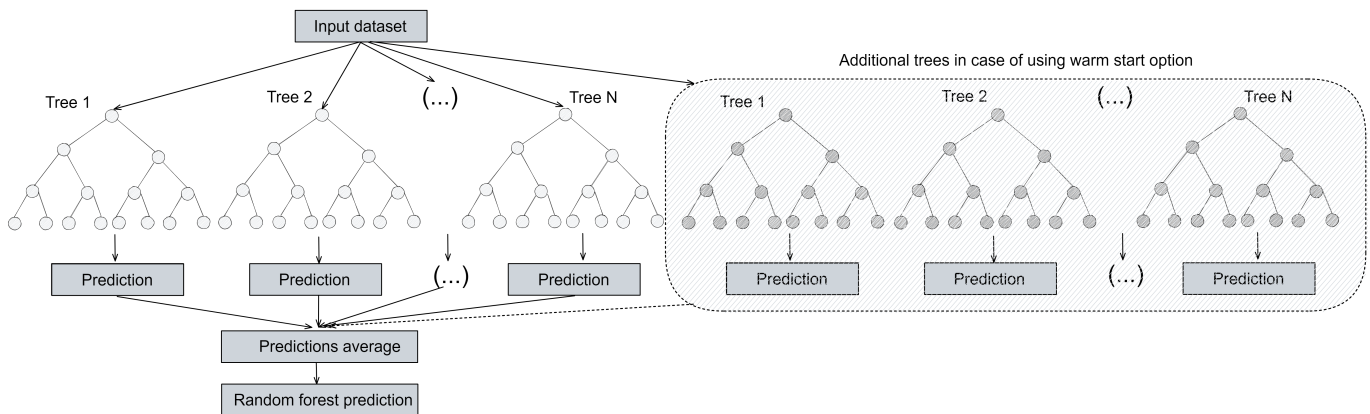 Input dataset
Additional trees in case of using warm start option
Tree 1
Tree 2
(...)
Tree N
Tree 1
Tree 2
(...)
Tree N
Prediction
Prediction
(...)
Prediction
Prediction
Prediction
(...)
Prediction
Predictions average
Random forest prediction